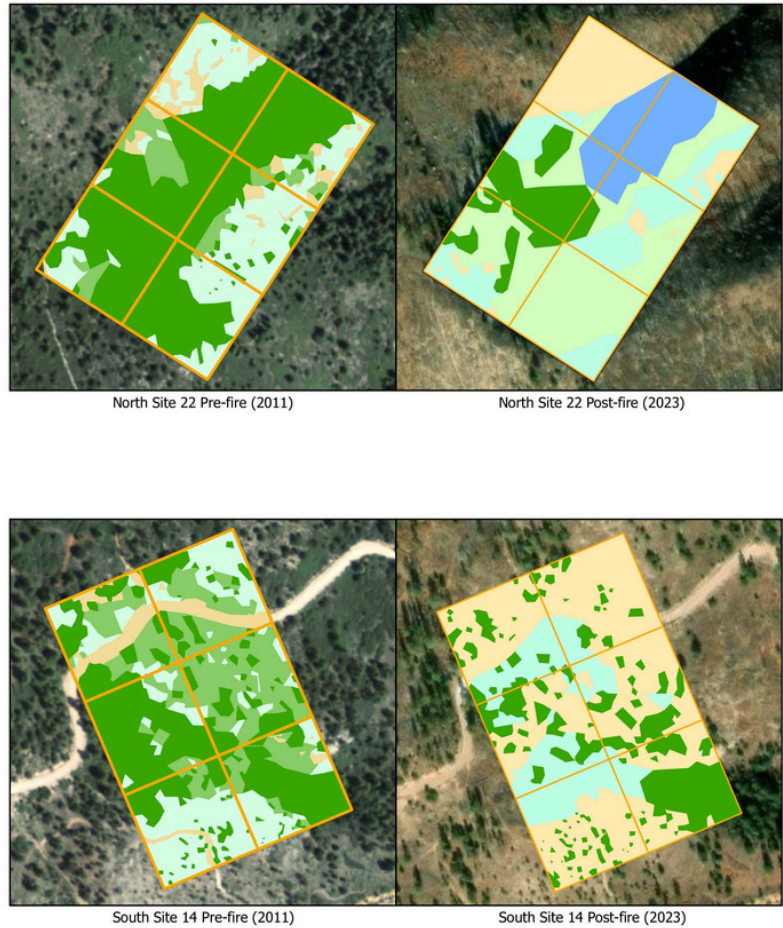 North Site 22 Pre-fire (2011)
North Site 22 Post-fire (2023)
South Site 14 Pre-fire (2011)
South Site 14 Post-fire (2023)